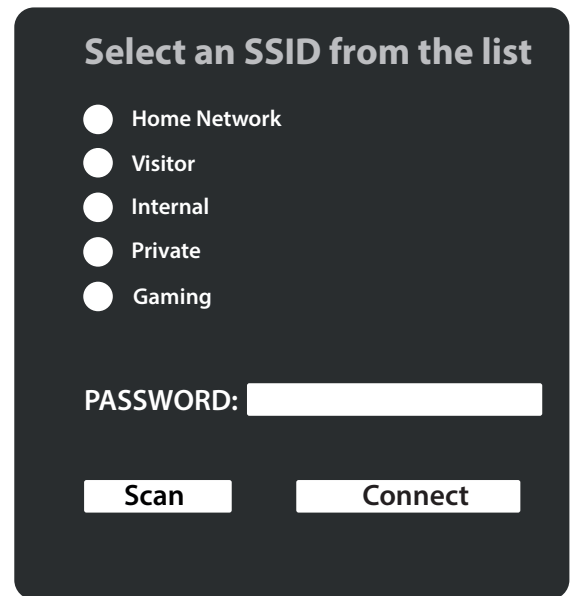 Select an SSID from the list
Home Network
Visitor
Internal
Private
Gaming
PASSWORD:
Scan Connect